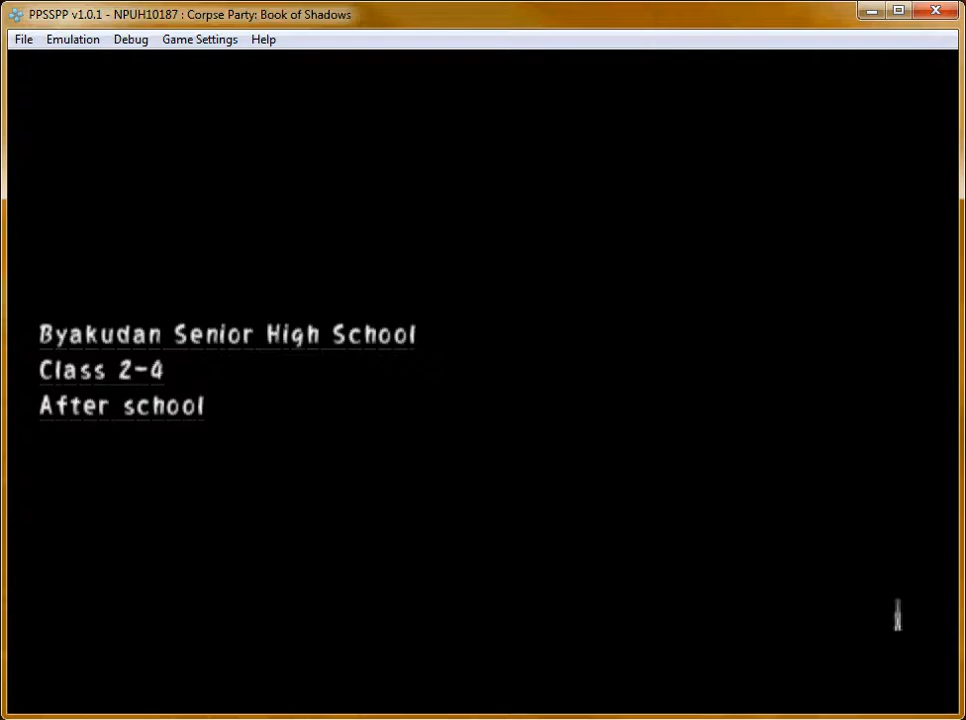 PPSSPP v1.0.1 - NPUH10187 : Corpse Party: Book of Shadows
File Emulation Debug Game Settings Help
Byakudan Senior High School
Class 2-4
After school